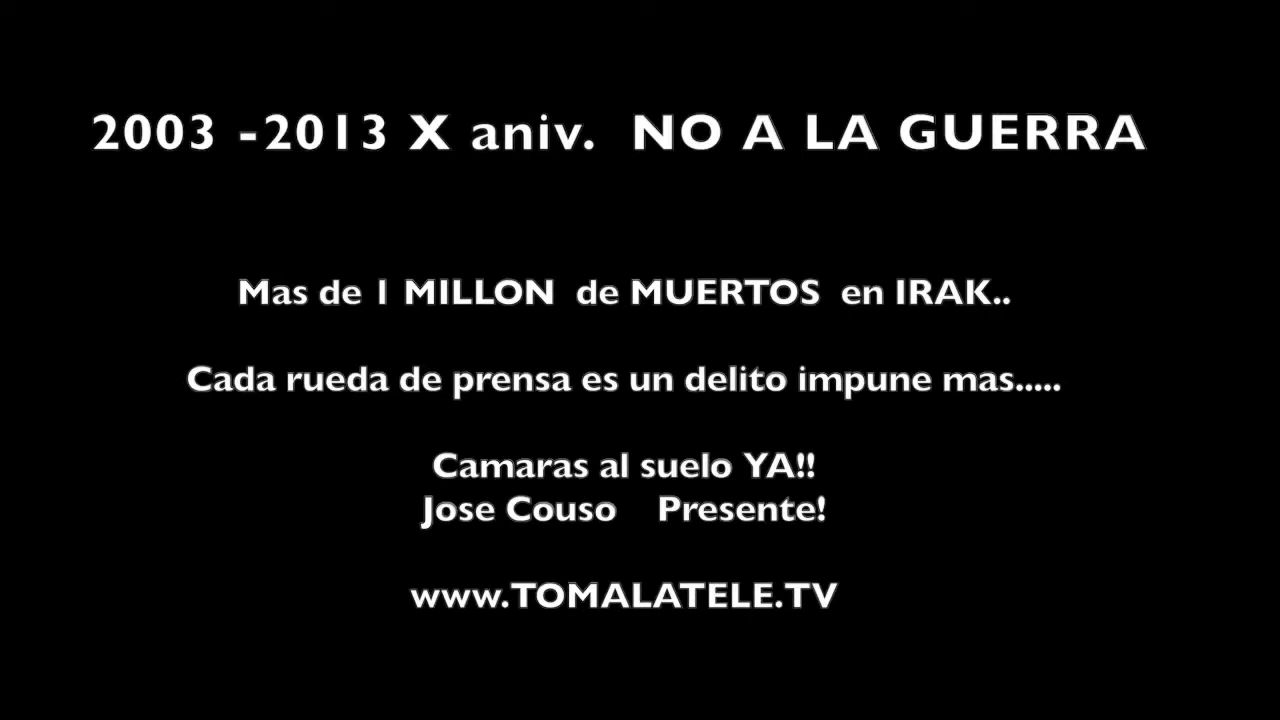 2003 -2013 X aniv. NO A LA GUERRA
Mas de 1 MILLON de MUERTOS en IRAK..
Cada rueda de prensa es un delito impune mas.....
Camaras al suelo YA!!
Jose Couso Presente!
www.TOMALATELE.TV